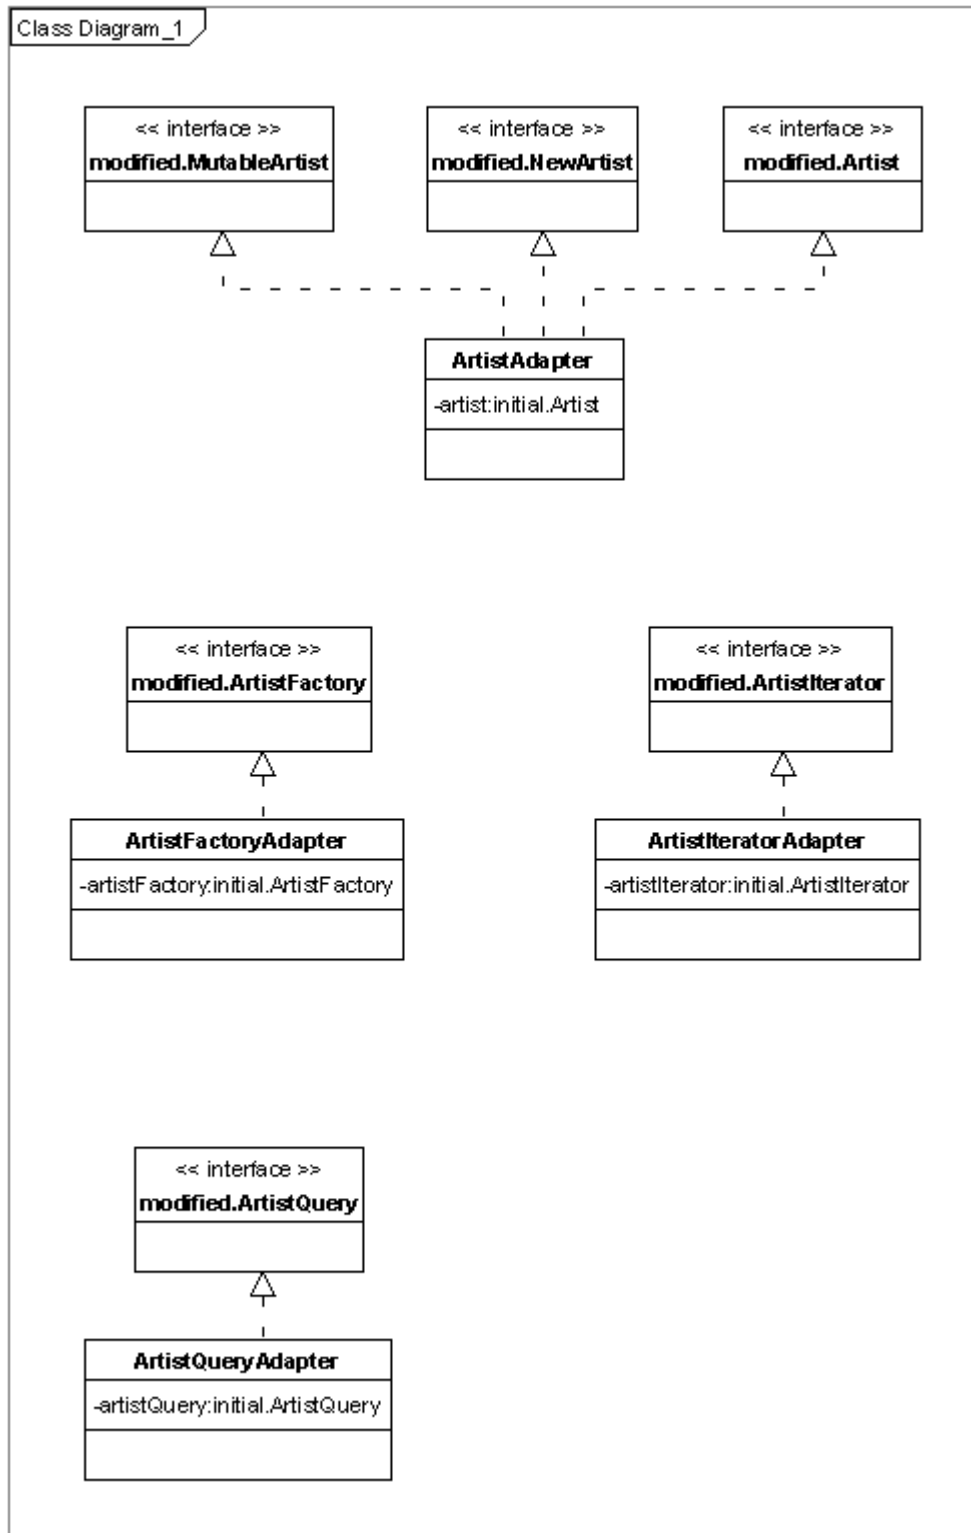 Class Diagram_1
<< interface >>
modified.MutableArtist
<< interface >>
modified.NewArtist
<< interface >>
modified.Artist
ArtistAdapter
-artist:initial.Artist
<< interface >>
modified.ArtistFactory
<< interface >>
modified.ArtistIterator
ArtistFactoryAdapter
-artistFactory:initial.ArtistFactory
ArtistIteratorAdapter
-artistIterator:initial.ArtistIterator
<< interface >>
modified.ArtistQuery
ArtistQueryAdapter
-artistQuery:initial.ArtistQuery